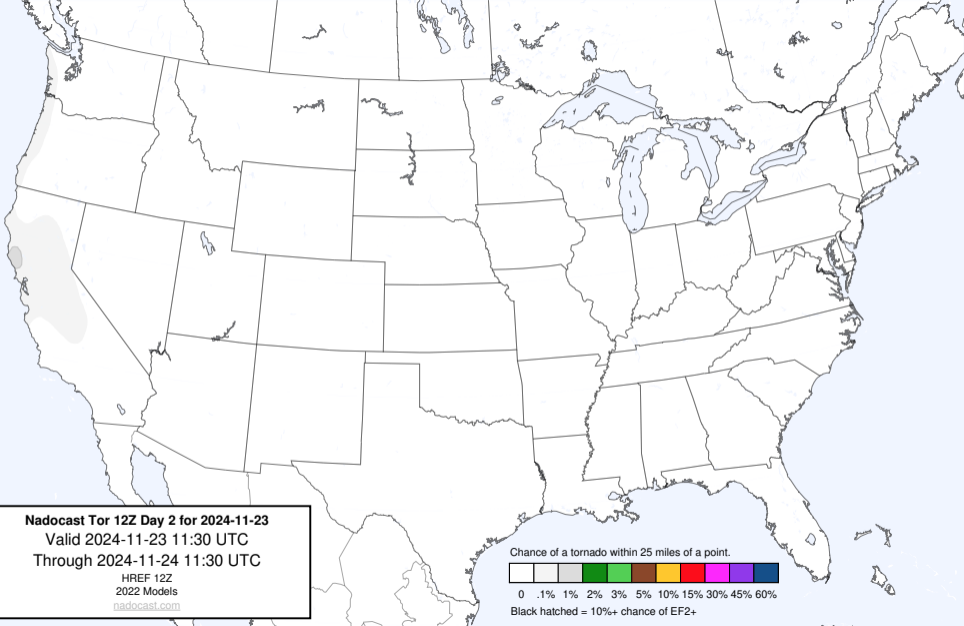 Nadocast Tor 12Z Day 2 for 2024-11-23
Valid 2024-11-23 11:30 UTC
Through 2024-11-24 11:30 UTC
HREF 12Z
2022 Models
nadocast.com
Chance of a tornado within 25 miles of a point.
0 .1% 1% 2% 3% 5% 10% 15% 30% 45% 60%
Black hatched = 10%+ chance of EF2+